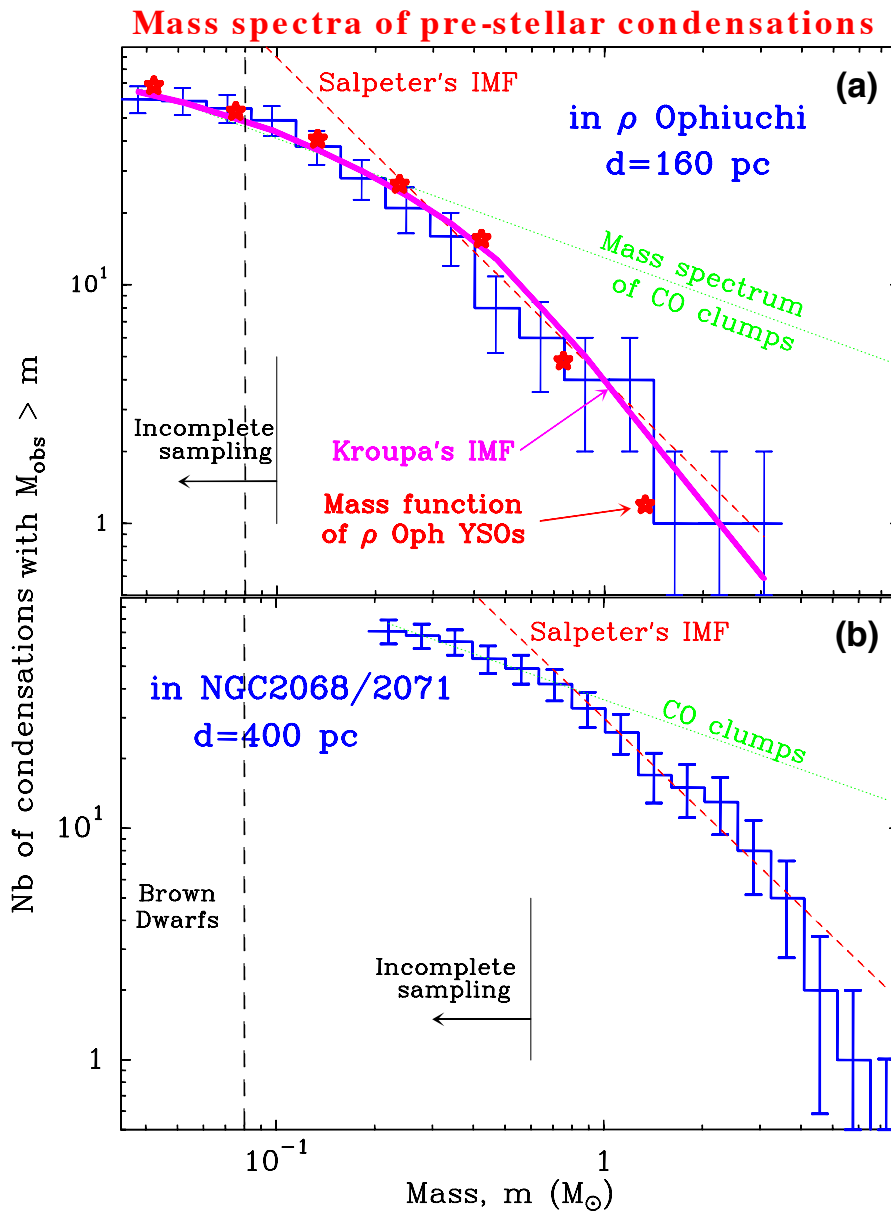 Mass spectra of pre-stellar condensations
(a)
Salpeter's IMF
in ρ Ophiuchi
d=160 pc
Mass spectrum
of CO clumps
10¹
Incomplete
sampling
Kroupa's IMF
Mass function
of ρ Oph YSOs
1
Nb of condensations with M_obs > m
(b)
Salpeter's IMF
in NGC2068/2071
d=400 pc
CO clumps
10¹
Brown
Dwarfs
Incomplete
sampling
1
10⁻¹
1
Mass, m (M☉)